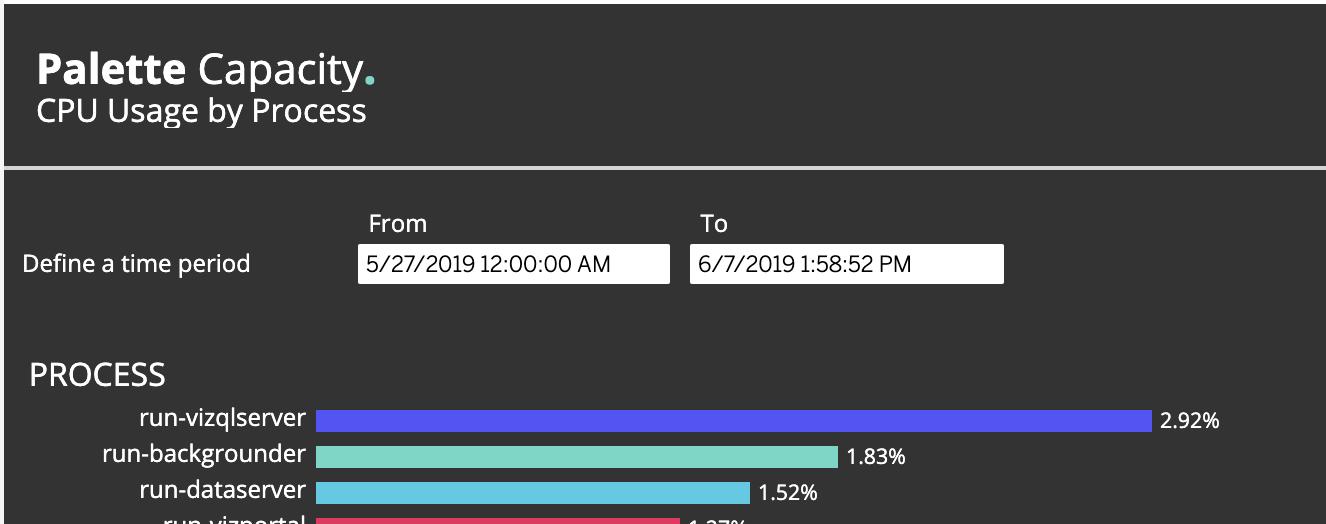 Palette Capacity.
CPU Usage by Process
From To
Define a time period 5/27/2019 12:00:00 AM 6/7/2019 1:58:52 PM
PROCESS
run-vizqlserver 2.92%
run-backgrounder 1.83%
run-dataserver 1.52%
run-vizportal